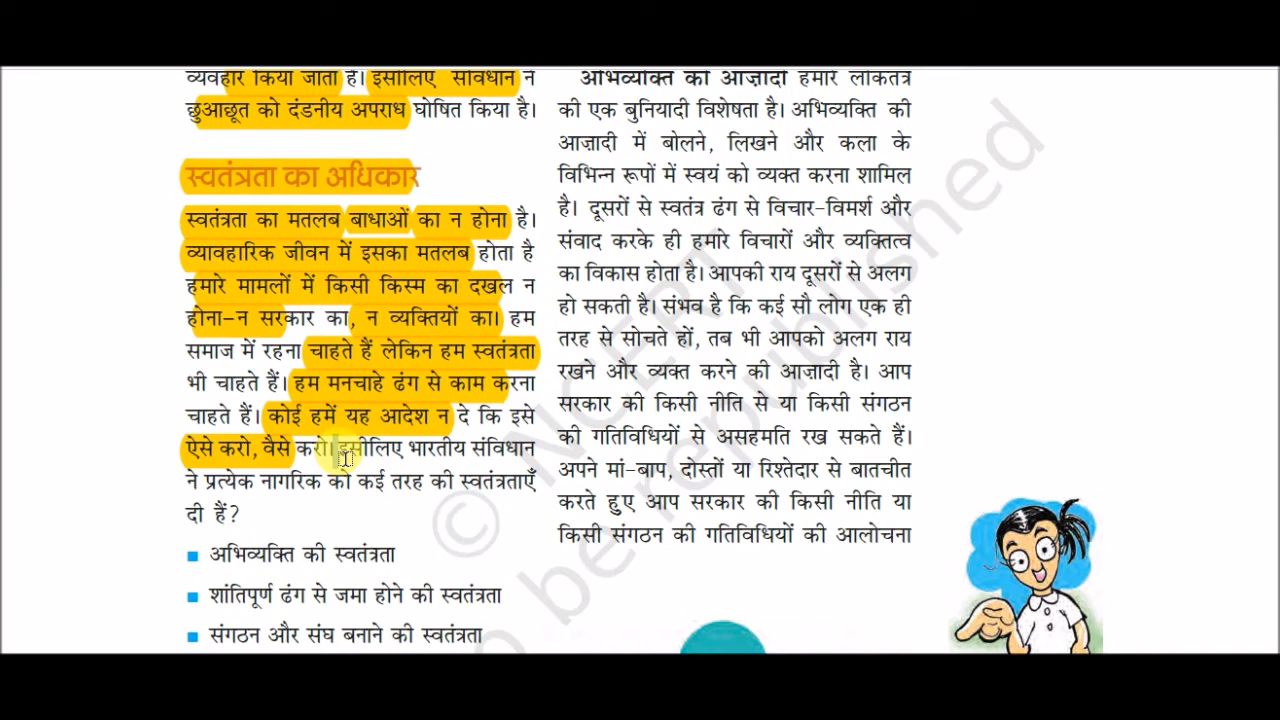 व्यवहार किया जाता है। इसीलिए संविधान ने
छुआछूत को दंडनीय अपराध घोषित किया है।
स्वतंत्रता का अधिकार
स्वतंत्रता का मतलब बाधाओं का न होना है।
व्यावहारिक जीवन में इसका मतलब होता है
हमारे मामलों में किसी किस्म का दखल न
होना–न सरकार का, न व्यक्तियों का। हम
समाज में रहना चाहते हैं लेकिन हम स्वतंत्रता
भी चाहते हैं। हम मनचाहे ढंग से काम करना
चाहते हैं। कोई हमें यह आदेश न दे कि इसे
ऐसे करो, वैसे करो। इसीलिए भारतीय संविधान
ने प्रत्येक नागरिक को कई तरह की स्वतंत्रताएँ
दी हैं?
■ अभिव्यक्ति की स्वतंत्रता
■ शांतिपूर्ण ढंग से जमा होने की स्वतंत्रता
■ संगठन और संघ बनाने की स्वतंत्रता
अभिव्यक्ति की आज़ादी हमारे लोकतंत्र
की एक बुनियादी विशेषता है। अभिव्यक्ति की
आज़ादी में बोलने, लिखने और कला के
विभिन्न रूपों में स्वयं को व्यक्त करना शामिल
है। दूसरों से स्वतंत्र ढंग से विचार-विमर्श और
संवाद करके ही हमारे विचारों और व्यक्तित्व
का विकास होता है। आपकी राय दूसरों से अलग
हो सकती है। संभव है कि कई सौ लोग एक ही
तरह से सोचते हों, तब भी आपको अलग राय
रखने और व्यक्त करने की आज़ादी है। आप
सरकार की किसी नीति से या किसी संगठन
की गतिविधियों से असहमति रख सकते हैं।
अपने मां-बाप, दोस्तों या रिश्तेदार से बातचीत
करते हुए आप सरकार की किसी नीति या
किसी संगठन की गतिविधियों की आलोचना
© NCERT
o be republished